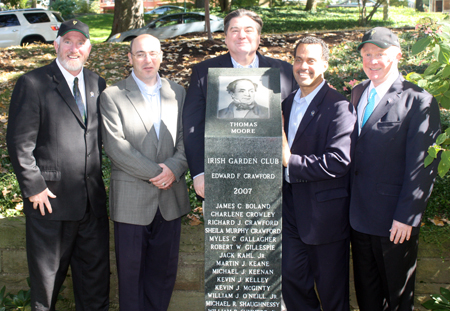 THOMAS
MOORE
IRISH GARDEN CLUB
EDWARD F. CRAWFORD
2007
JAMES C. BOLAND
CHARLENE CROWLEY
RICHARD J. CRAWFORD
SHEILA MURPHY CRAWFORD
MYLES C. GALLAGHER
ROBERT W. GILLESPIE
JACK KAHL, JR.
MARTIN J. KEANE
MICHAEL J. KEENAN
KEVIN J. KELLEY
KEVIN J. MCGINTY
WILLIAM J. O'NEILL, JR.
MICHAEL R. SHAUGHNESSY